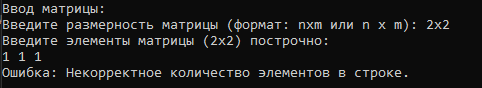 Ввод матрицы:
Введите размерность матрицы (формат: nxm или n x m): 2x2
Введите элементы матрицы (2x2) построчно:
1 1 1
Ошибка: Некорректное количество элементов в строке.